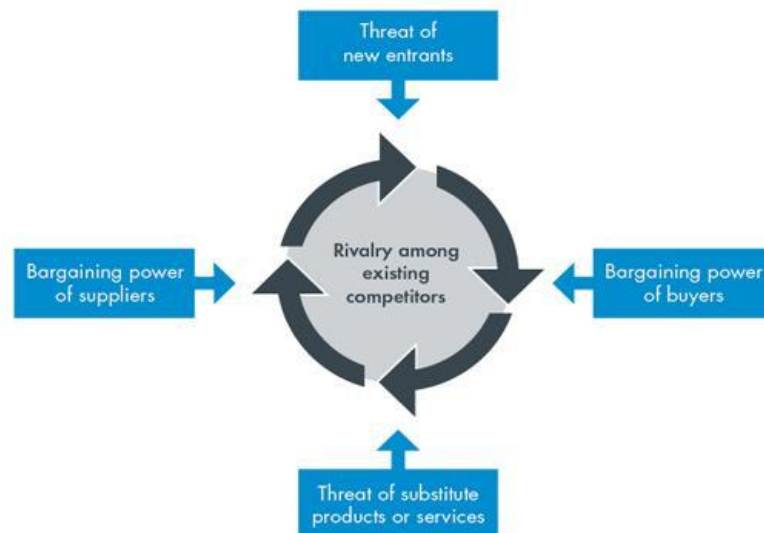 Threat of
new entrants
Bargaining power
of suppliers
Rivalry among
existing
competitors
Bargaining power
of buyers
Threat of substitute
products or services